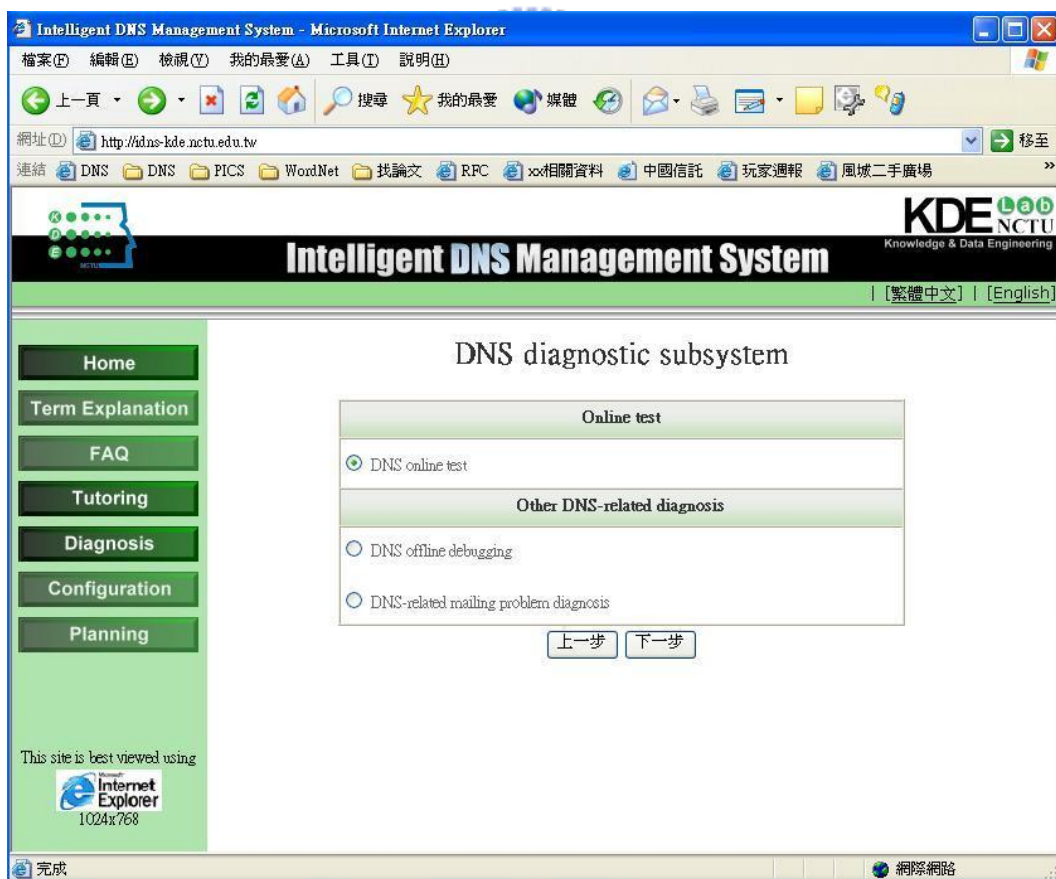 Intelligent DNS Management System - Microsoft Internet Explorer
檔案(F) 編輯(E) 檢視(V) 我的最愛(A) 工具(T) 說明(H)
上一頁 搜尋 我的最愛 媒體
網址(D) http://idns-kde.nctu.edu.tw 移至
連結 DNS DNS PICS WordNet 找論文 RFC xx相關資料 中國信託 玩家週報 風城二手廣場 »
KDE NCTU
KDE Lab NCTU
Knowledge & Data Engineering
Intelligent DNS Management System
| [繁體中文] | [English]
Home
Term Explanation
FAQ
Tutoring
Diagnosis
Configuration
Planning
This site is best viewed using
Microsoft
Internet
Explorer
1024x768
DNS diagnostic subsystem
Online test
DNS online test
Other DNS-related diagnosis
DNS offline debugging
DNS-related mailing problem diagnosis
上一步 下一步
完成 網際網路